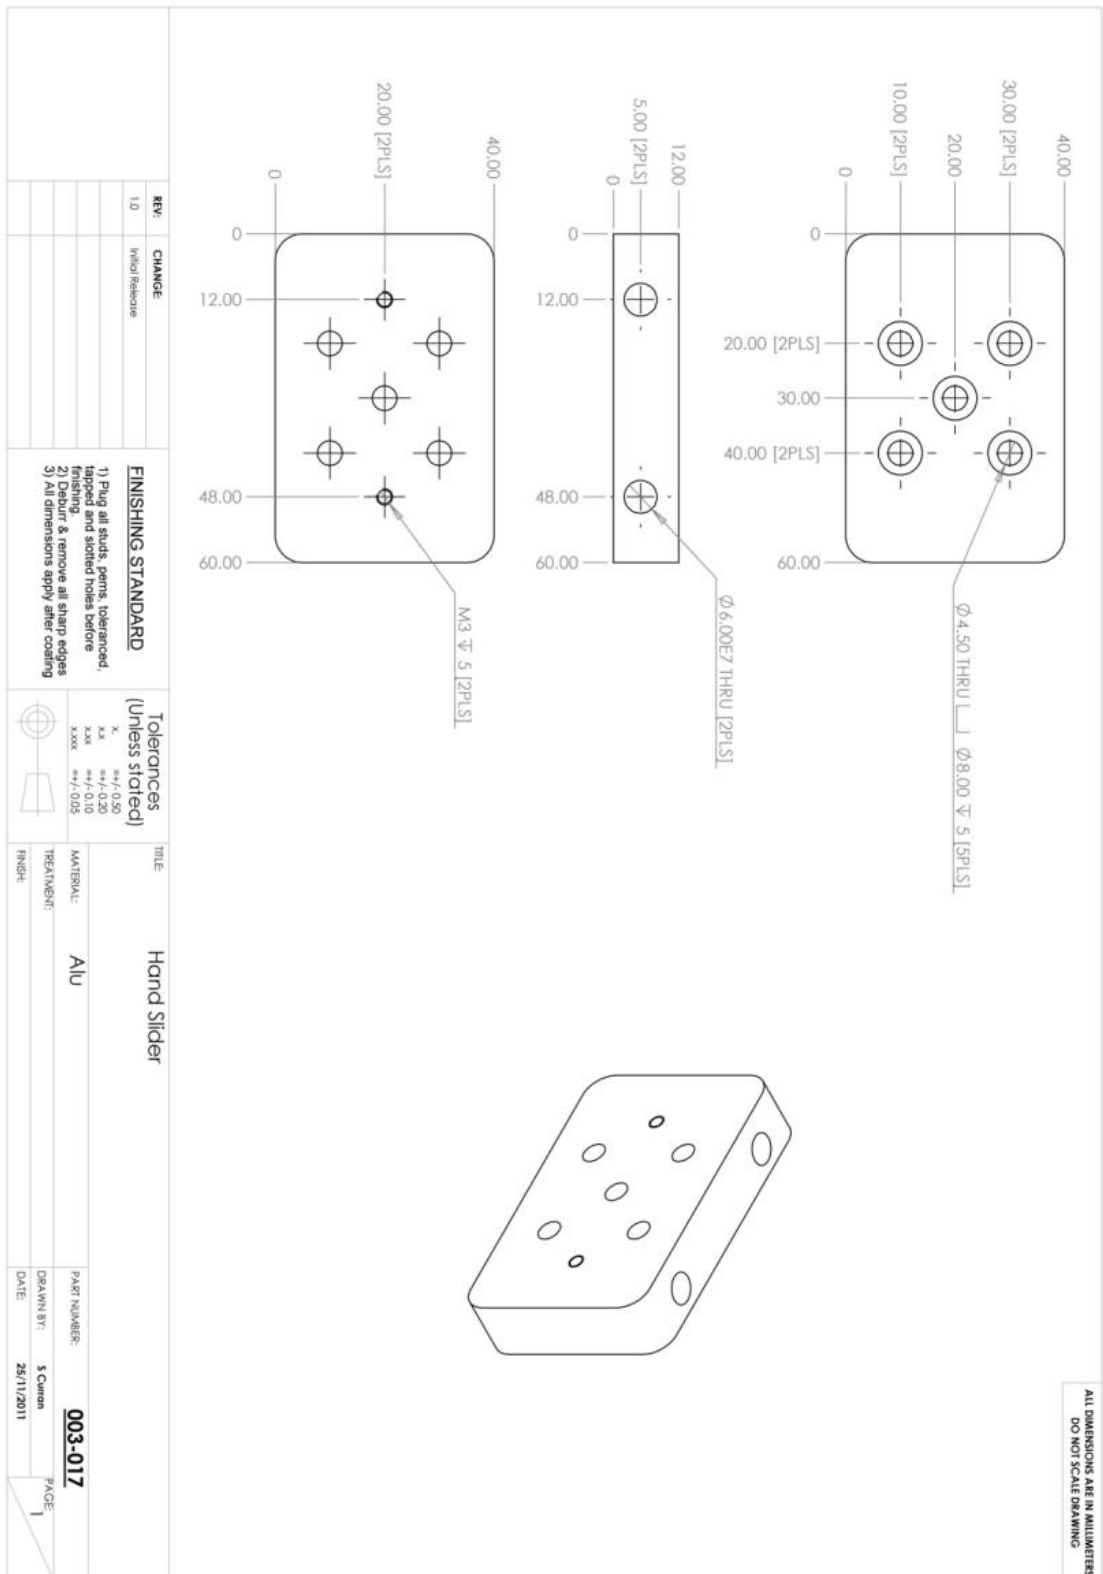 ALL DIMENSIONS ARE IN MILLIMETERS
DO NOT SCALE DRAWING
40.00
30.00 [2PLS]
20.00
10.00 [2PLS]
0
0
20.00 [2PLS]
30.00
40.00 [2PLS]
60.00
Ø4.50 THRU ⌴ Ø8.00 ↧ 5 [5PLS]
12.00
5.00 [2PLS]
0
0
12.00
48.00
60.00
Ø6.00E7 THRU [2PLS]
40.00
20.00 [2PLS]
0
0
12.00
48.00
60.00
M3 ↧ 5 [2PLS]
REV: CHANGE:
1.0 Initial Release
FINISHING STANDARD
1) Plug all studs, pems, toleranced,
tapped and slotted holes before
finishing.
2) Deburr & remove all sharp edges
3) All dimensions apply after coating
Tolerances
(Unless stated)
X. =+/- 0.50
X.X =+/- 0.20
X.XX =+/- 0.10
X.XXX =+/- 0.05
TITLE: Hand Slider
MATERIAL: Alu
TREATMENT:
FINISH:
PART NUMBER: 003-017
DRAWN BY: S Curran
DATE: 25/11/2011
PAGE: 1